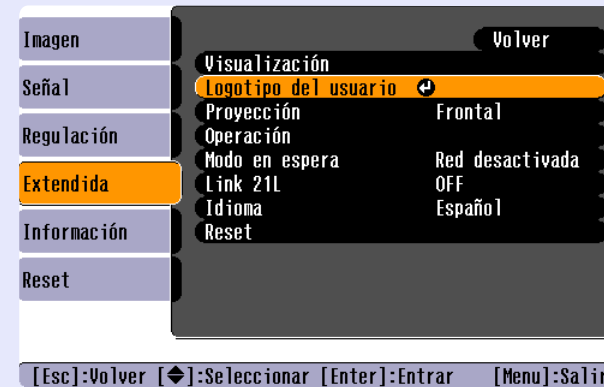 Imagen
Señal
Regulación
Extendida
Información
Reset
Volver
Visualización
Logotipo del usuario
Proyección Frontal
Operación
Modo en espera Red desactivada
Link 21L OFF
Idioma Español
Reset
[Esc]:Volver [◆]:Seleccionar [Enter]:Entrar [Menu]:Salir